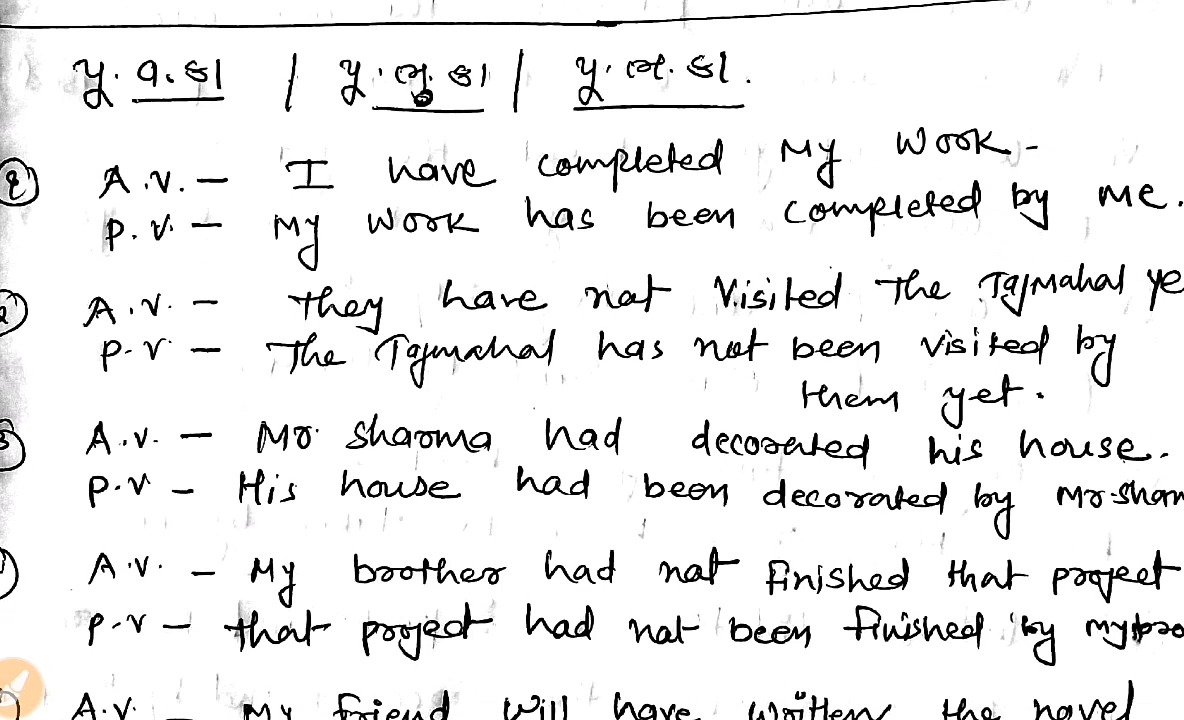 પૂ. વ. કા / પૂ. ભૂ. કા / પૂ. ભ. કા.
(1) A.V. – I have completed My Work -
P.V. – My Work has been completed by me.
(2) A.V. – They have not Visited The Tajmahal ye
P.V – The Tajmahal has not been visited by
them yet.
A.V. – Mr. sharma had decorated his house.
P.V – His house had been decorated by Mr. sharm
A.V. – My brother had not finished that project
P.V – that project had not been finished by my bro
A.V. – My friend will have written the novel